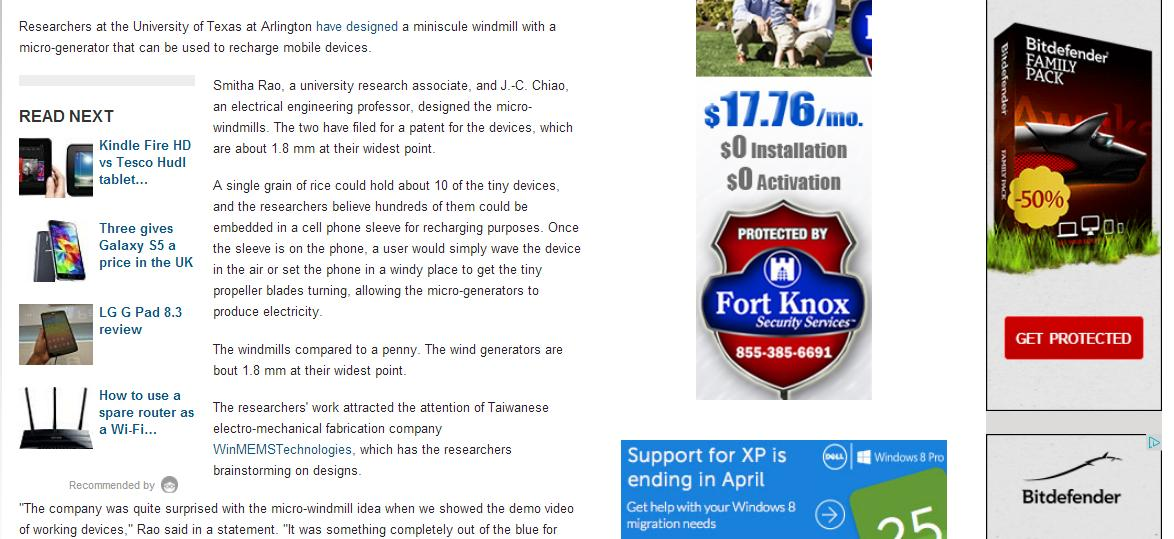 Researchers at the University of Texas at Arlington have designed a miniscule windmill with a
micro-generator that can be used to recharge mobile devices.
READ NEXT
Kindle Fire HD
vs Tesco Hudl
tablet...
Three gives
Galaxy S5 a
price in the UK
LG G Pad 8.3
review
How to use a
spare router as
a Wi-Fi...
Recommended by
Smitha Rao, a university research associate, and J.-C. Chiao,
an electrical engineering professor, designed the micro-
windmills. The two have filed for a patent for the devices, which
are about 1.8 mm at their widest point.
A single grain of rice could hold about 10 of the tiny devices,
and the researchers believe hundreds of them could be
embedded in a cell phone sleeve for recharging purposes. Once
the sleeve is on the phone, a user would simply wave the device
in the air or set the phone in a windy place to get the tiny
propeller blades turning, allowing the micro-generators to
produce electricity.
The windmills compared to a penny. The wind generators are
bout 1.8 mm at their widest point.
The researchers' work attracted the attention of Taiwanese
electro-mechanical fabrication company
WinMEMSTechnologies, which has the researchers
brainstorming on designs.
"The company was quite surprised with the micro-windmill idea when we showed the demo video
of working devices," Rao said in a statement. "It was something completely out of the blue for
$17.76/mo.
$0 Installation
$0 Activation
PROTECTED BY
Fort Knox
Security Services
855-385-6691
Support for XP is
ending in April
Get help with your Windows 8
migration needs
DELL
Windows 8 Pro
25
Bitdefender
FAMILY
PACK
Bitdefender
FAMILY PACK
-50%
GET PROTECTED
Bitdefender